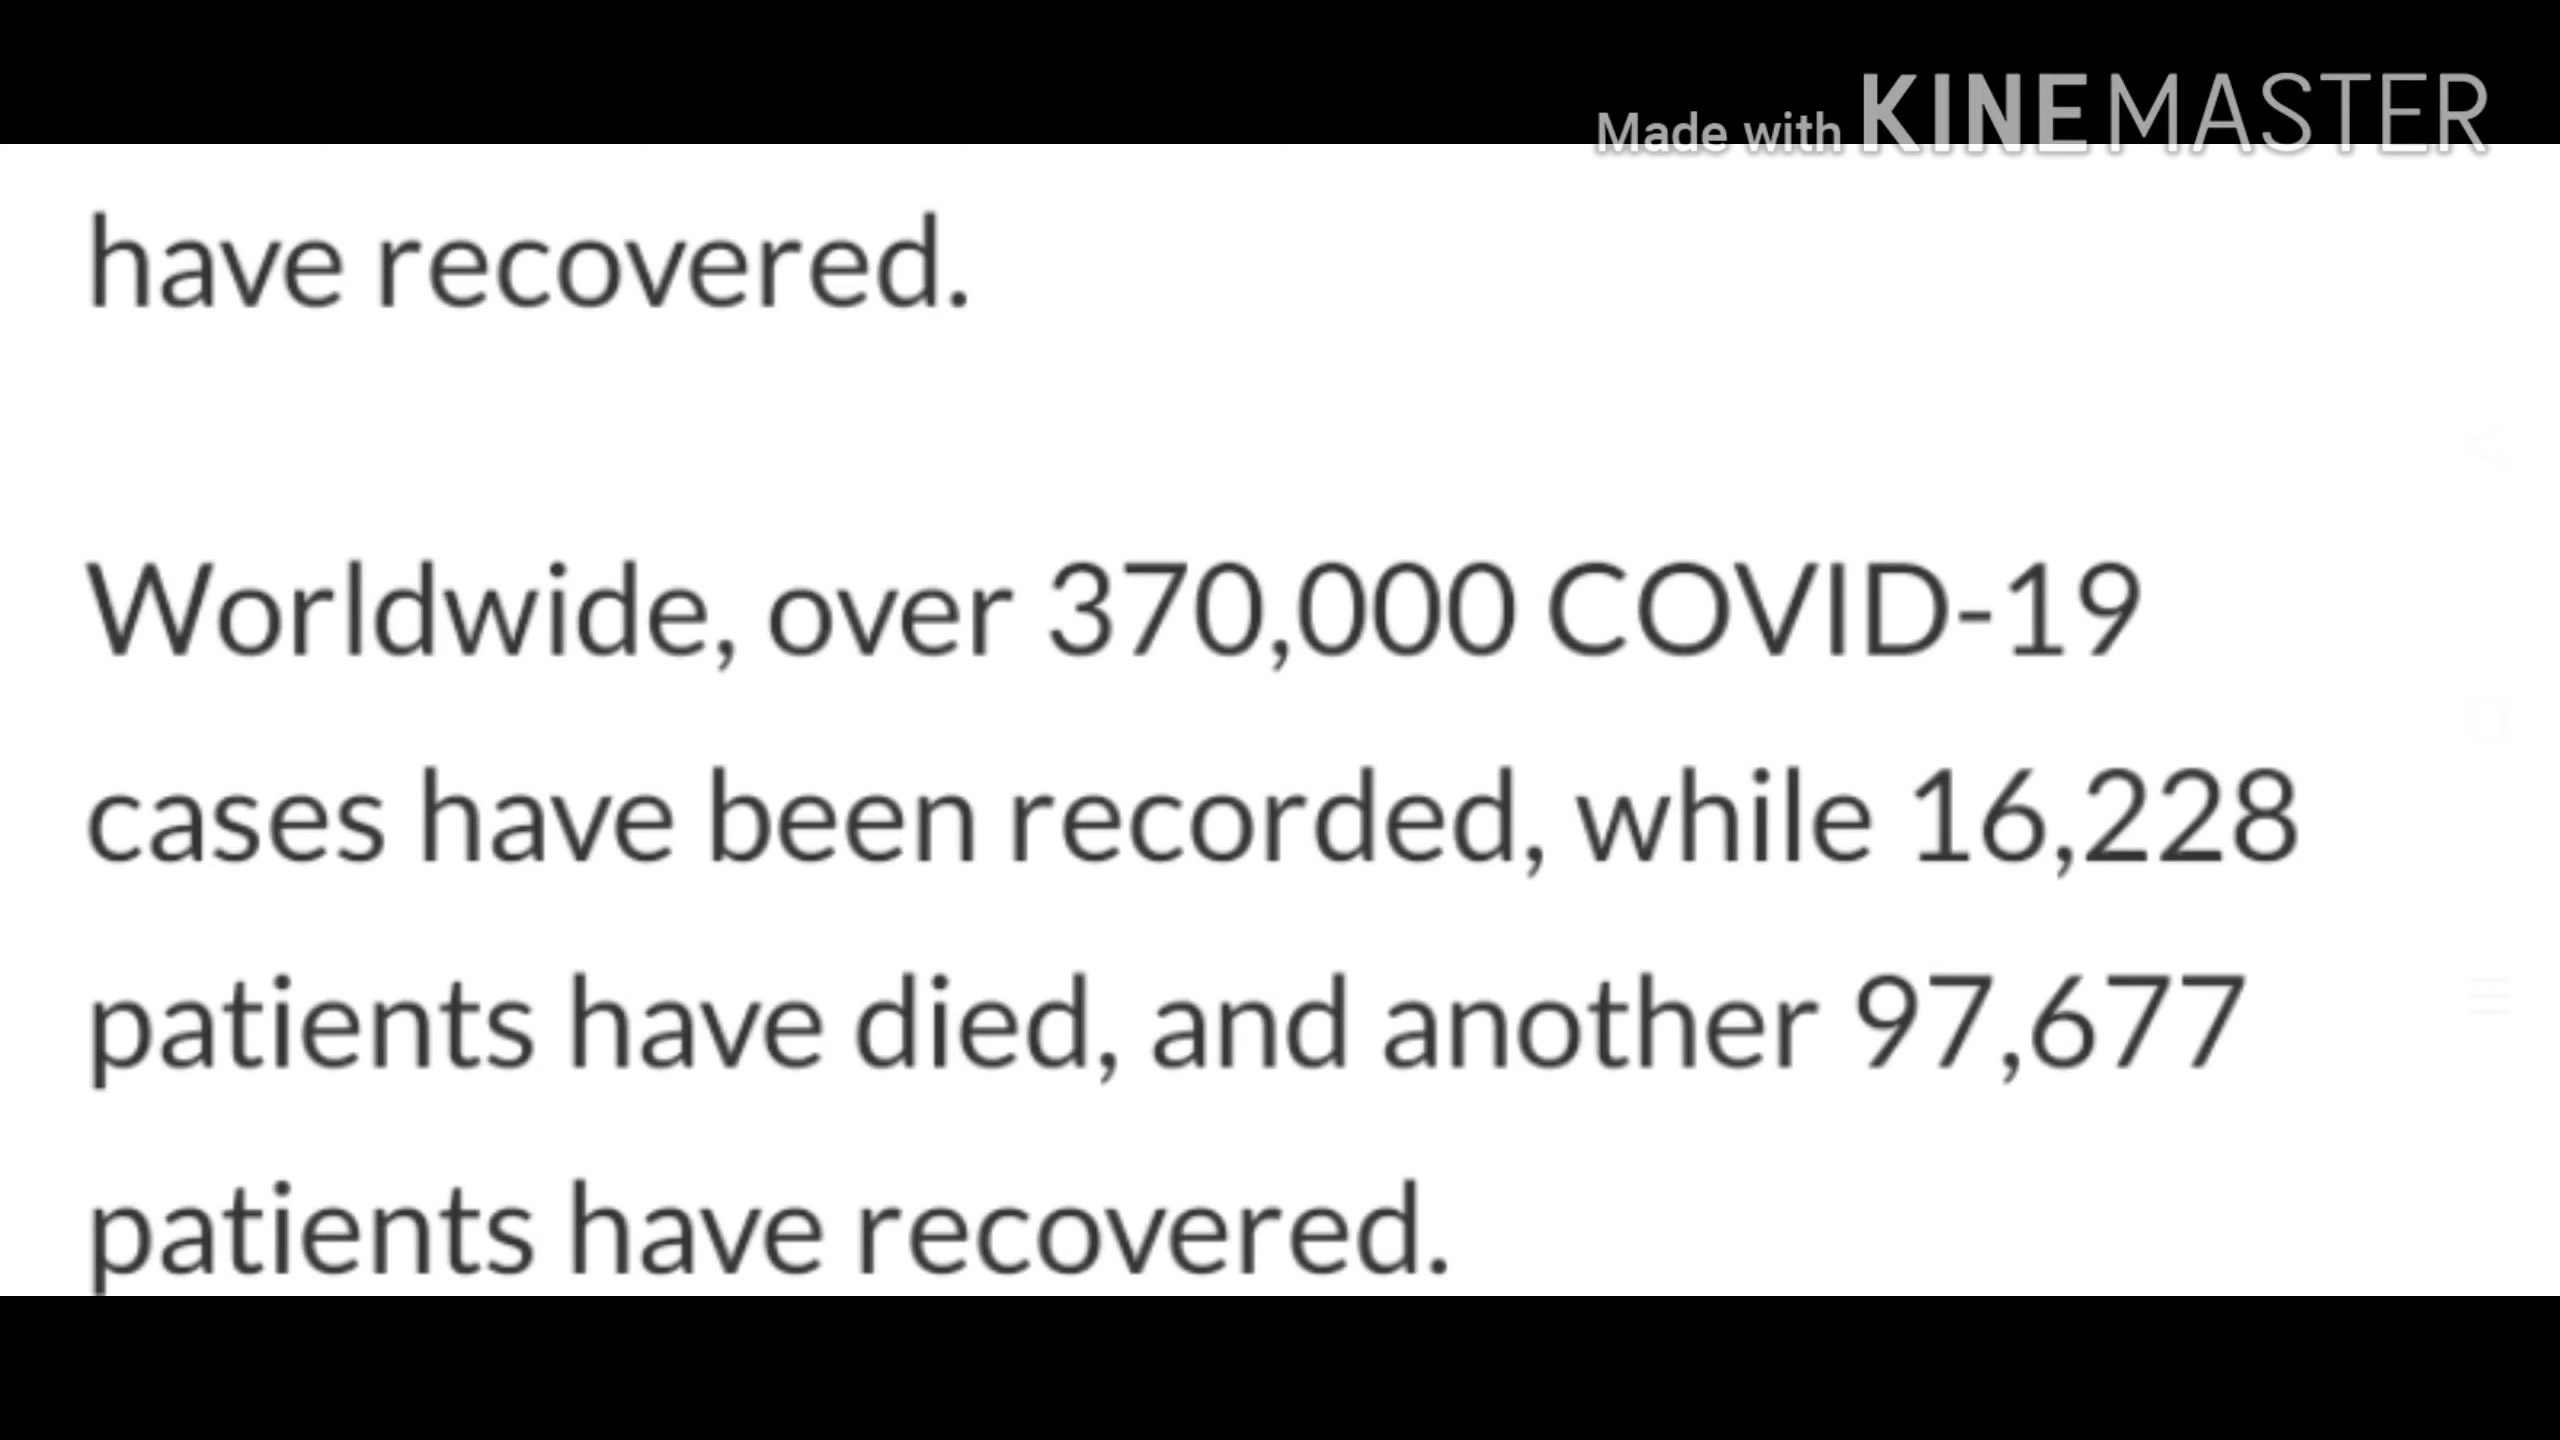 Made with KINEMASTER
have recovered.
Worldwide, over 370,000 COVID-19
cases have been recorded, while 16,228
patients have died, and another 97,677
patients have recovered.